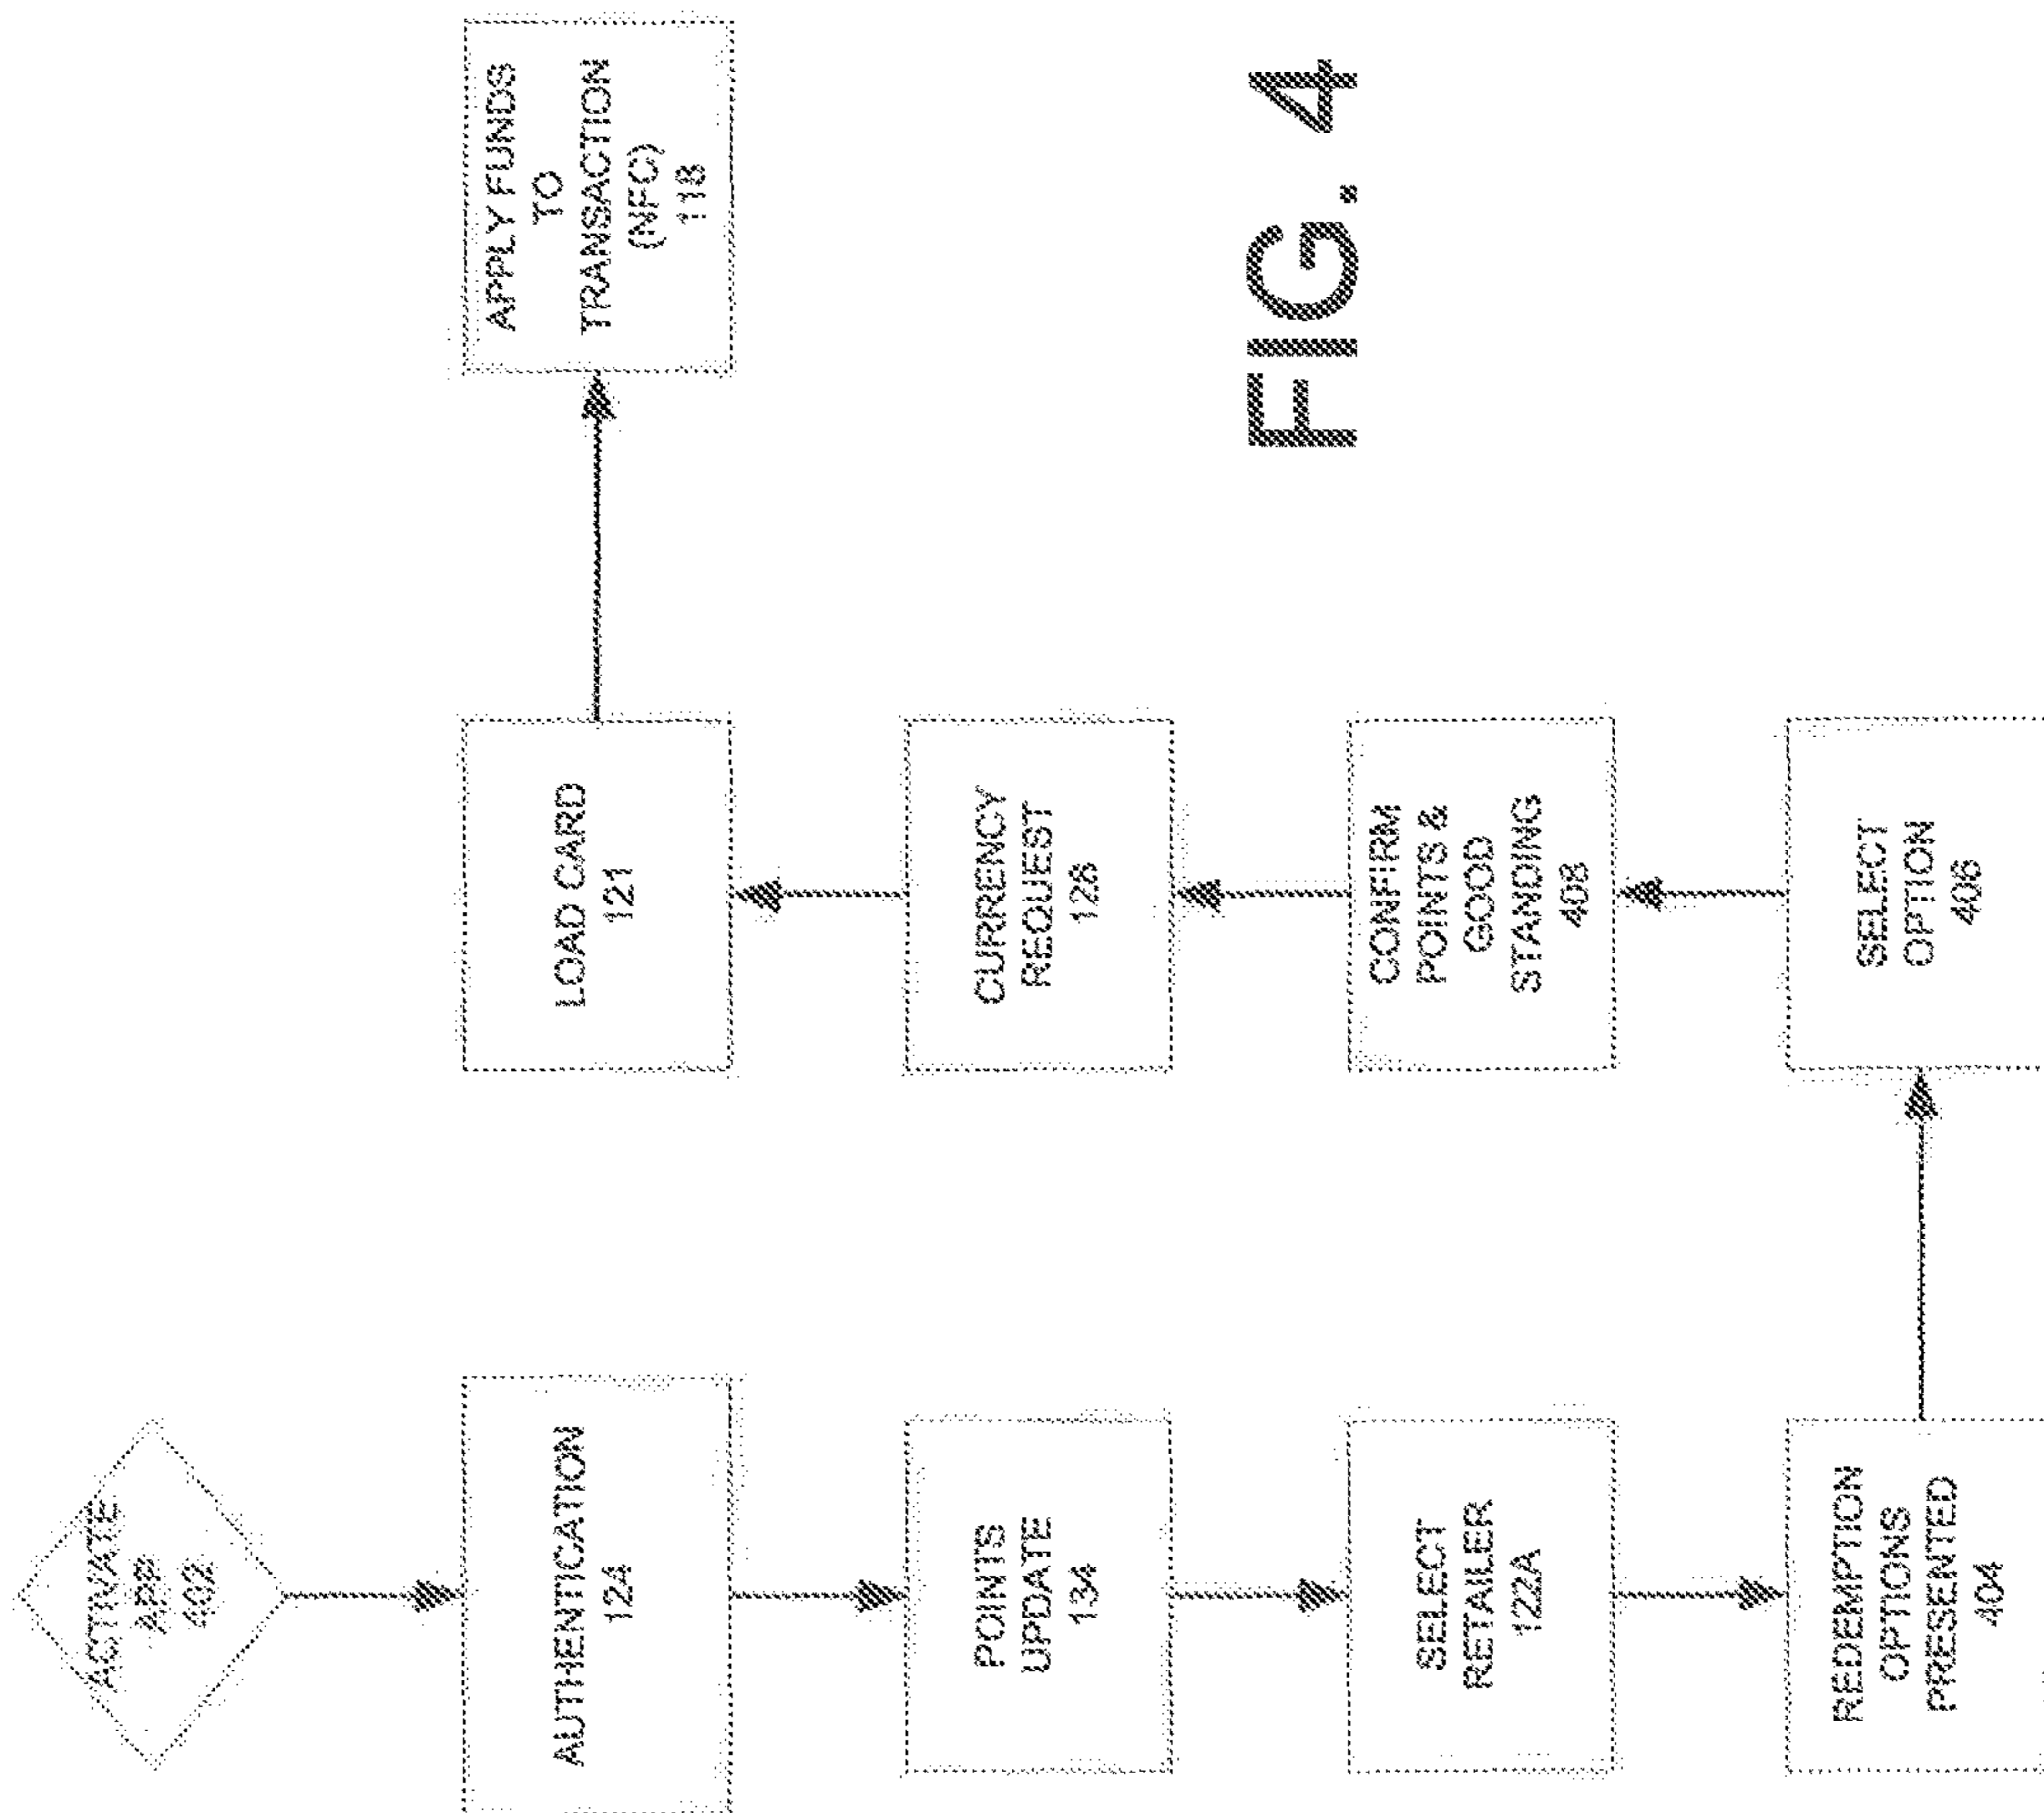 ACTIVATE
APP
402
AUTHENTICATION
124
POINTS
UPDATE
134
SELECT
RETAILER
122A
REDEMPTION
OPTIONS
PRESENTED
404
SELECT
OPTION
406
CONFIRM
POINTS &
GOOD
STANDING
408
CURRENCY
REQUEST
128
LOAD CARD
121
APPLY FUNDS
TO
TRANSACTION
(NFC)
118
FIG. 4